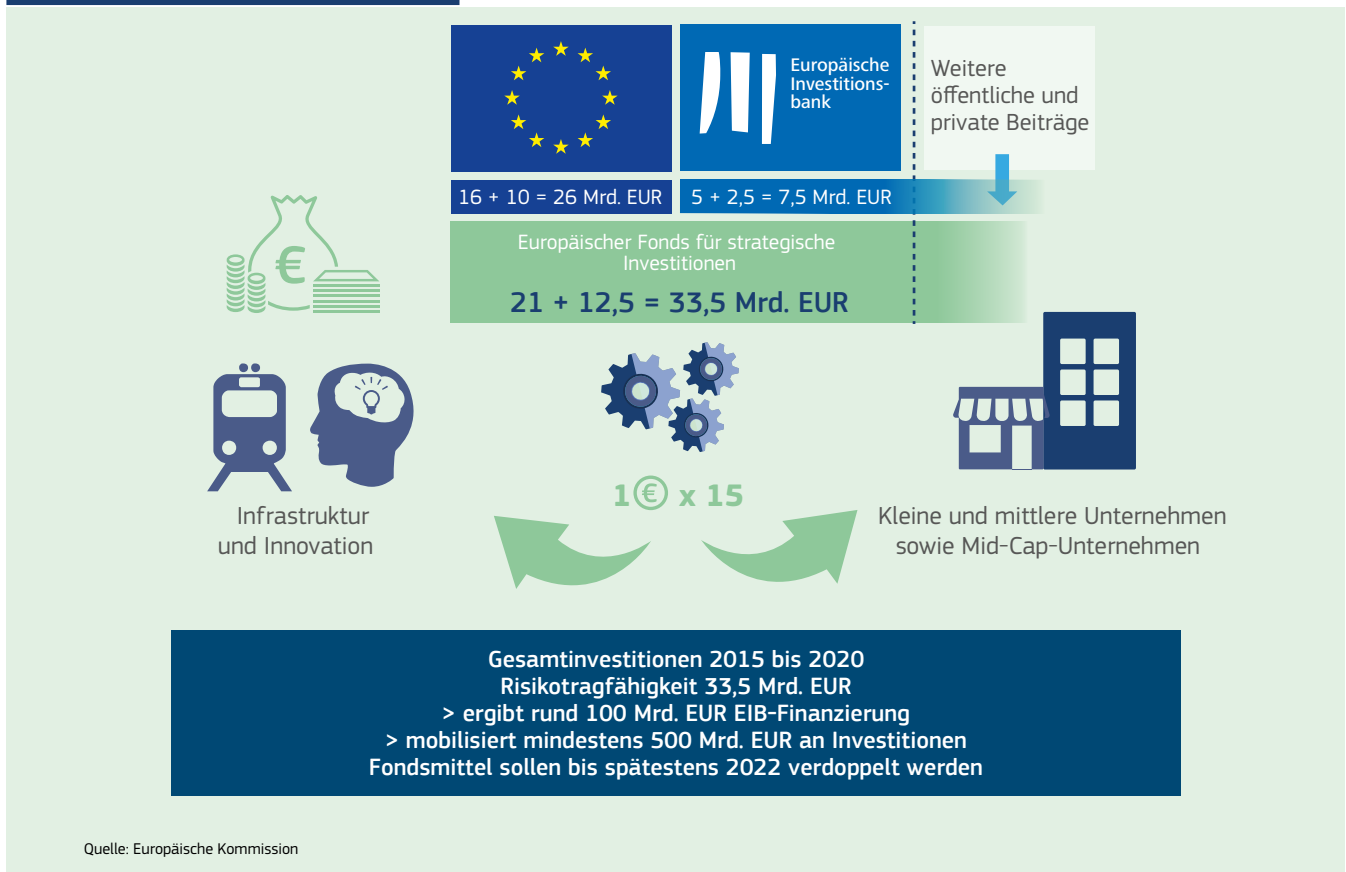 Europäische
Investitions-
bank
Weitere
öffentliche und
private Beiträge
16 + 10 = 26 Mrd. EUR
5 + 2,5 = 7,5 Mrd. EUR
Europäischer Fonds für strategische
Investitionen
21 + 12,5 = 33,5 Mrd. EUR
€
1€ x 15
Infrastruktur
und Innovation
Kleine und mittlere Unternehmen
sowie Mid-Cap-Unternehmen
Gesamtinvestitionen 2015 bis 2020
Risikotragfähigkeit 33,5 Mrd. EUR
> ergibt rund 100 Mrd. EUR EIB-Finanzierung
> mobilisiert mindestens 500 Mrd. EUR an Investitionen
Fondsmittel sollen bis spätestens 2022 verdoppelt werden
Quelle: Europäische Kommission